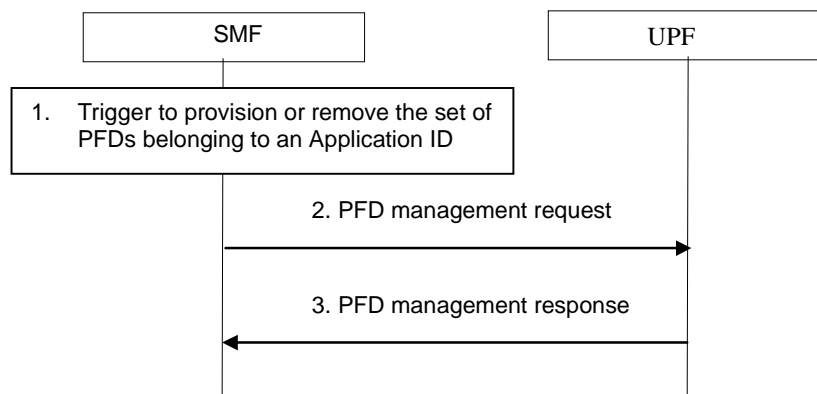 SMF
UPF
1. Trigger to provision or remove the set of
PFDs belonging to an Application ID
2. PFD management request
3. PFD management response